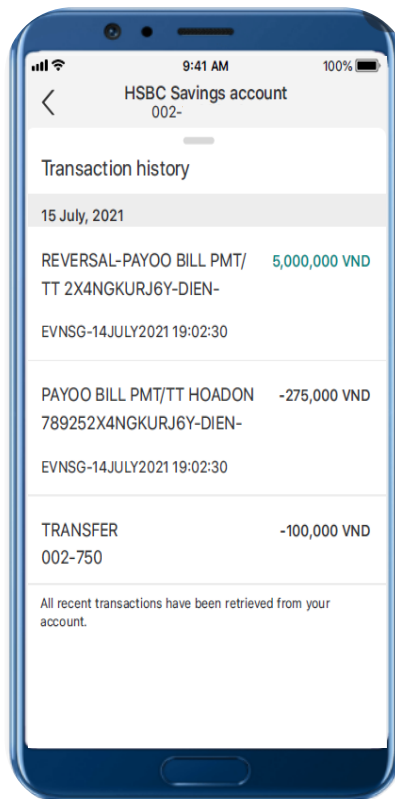 9:41 AM 100%
HSBC Savings account
002-
Transaction history
15 July, 2021
REVERSAL-PAYOO BILL PMT/ 5,000,000 VND
TT 2X4NGKURJ6Y-DIEN-
EVNSG-14JULY2021 19:02:30
PAYOO BILL PMT/TT HOADON -275,000 VND
789252X4NGKURJ6Y-DIEN-
EVNSG-14JULY2021 19:02:30
TRANSFER -100,000 VND
002-750
All recent transactions have been retrieved from your
account.